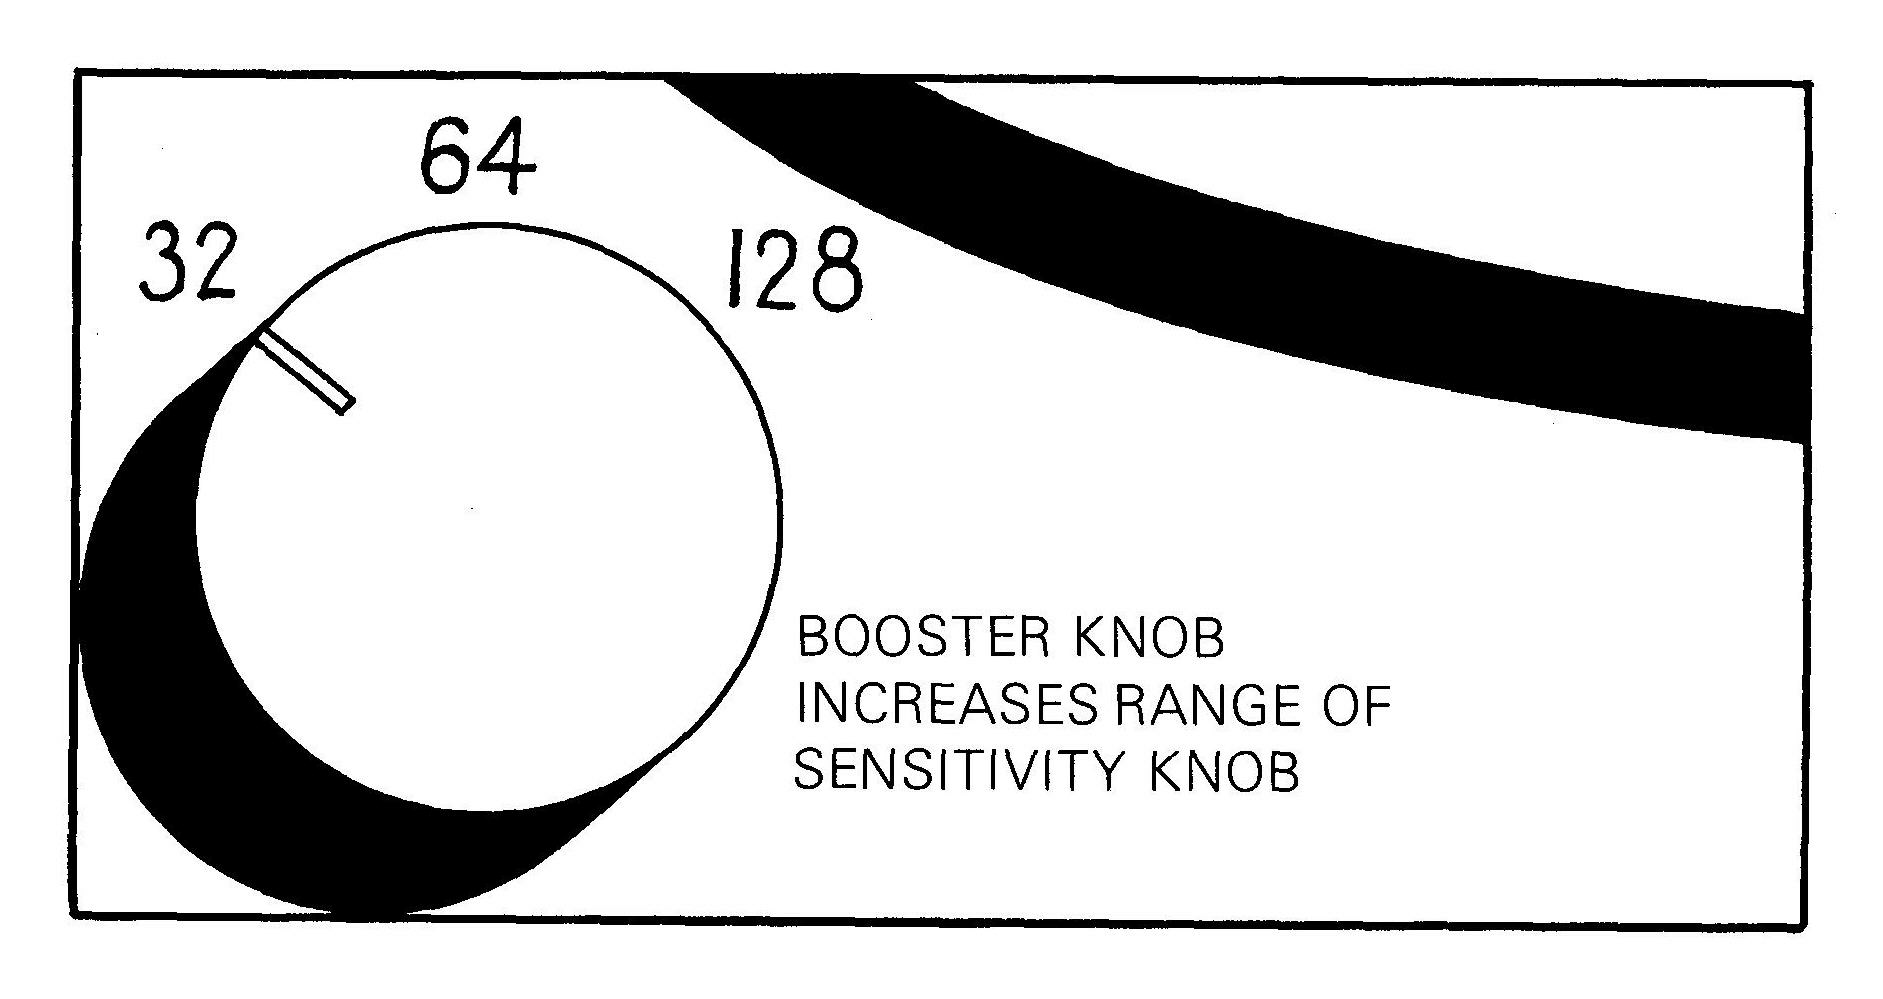 64
32
128
BOOSTER KNOB
INCREASES RANGE OF
SENSITIVITY KNOB